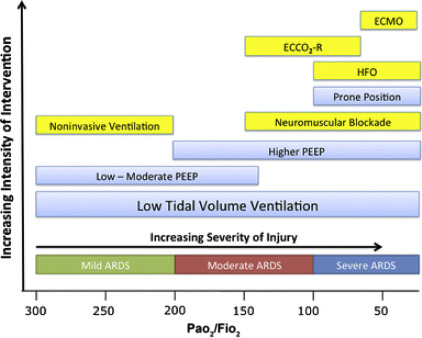 Increasing Intensity of Intervention
ECMO
ECCO2-R
HFO
Prone Position
Noninvasive Ventilation
Neuromuscular Blockade
Higher PEEP
Low – Moderate PEEP
Low Tidal Volume Ventilation
Increasing Severity of Injury
Mild ARDS Moderate ARDS Severe ARDS
300 250 200 150 100 50
Pao2/Fio2